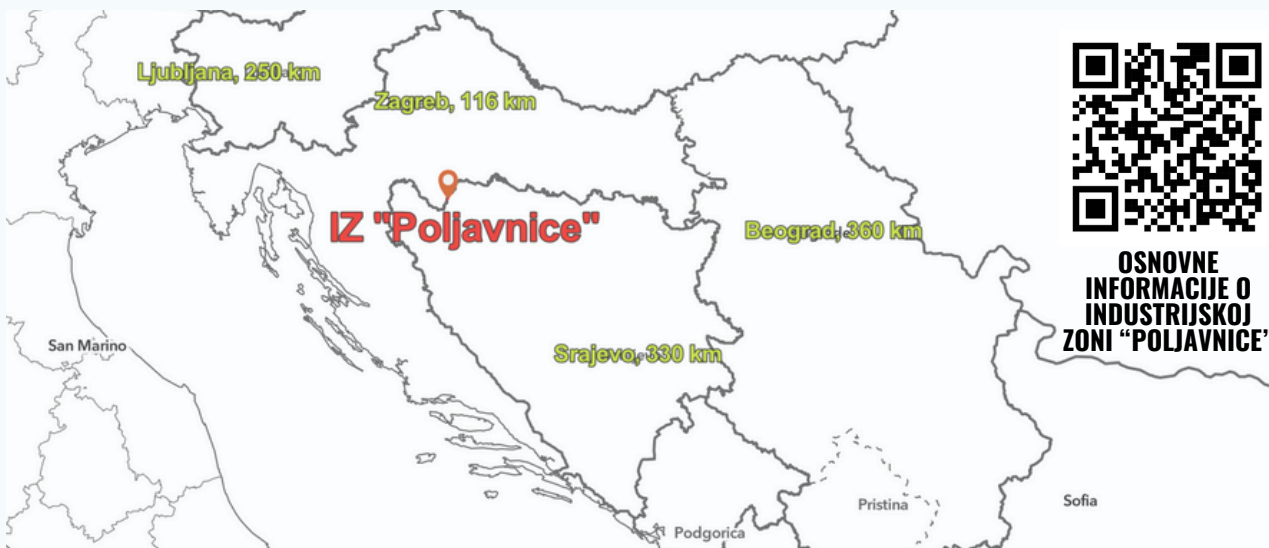 Ljubljana, 250 km
Zagreb, 116 km
IZ "Poljavnice"
Beograd, 360 km
Srajevo, 330 km
San Marino
Pristina
Sofia
Podgorica
OSNOVNE
INFORMACIJE O
INDUSTRIJSKOJ
ZONI “POLJAVNICE”